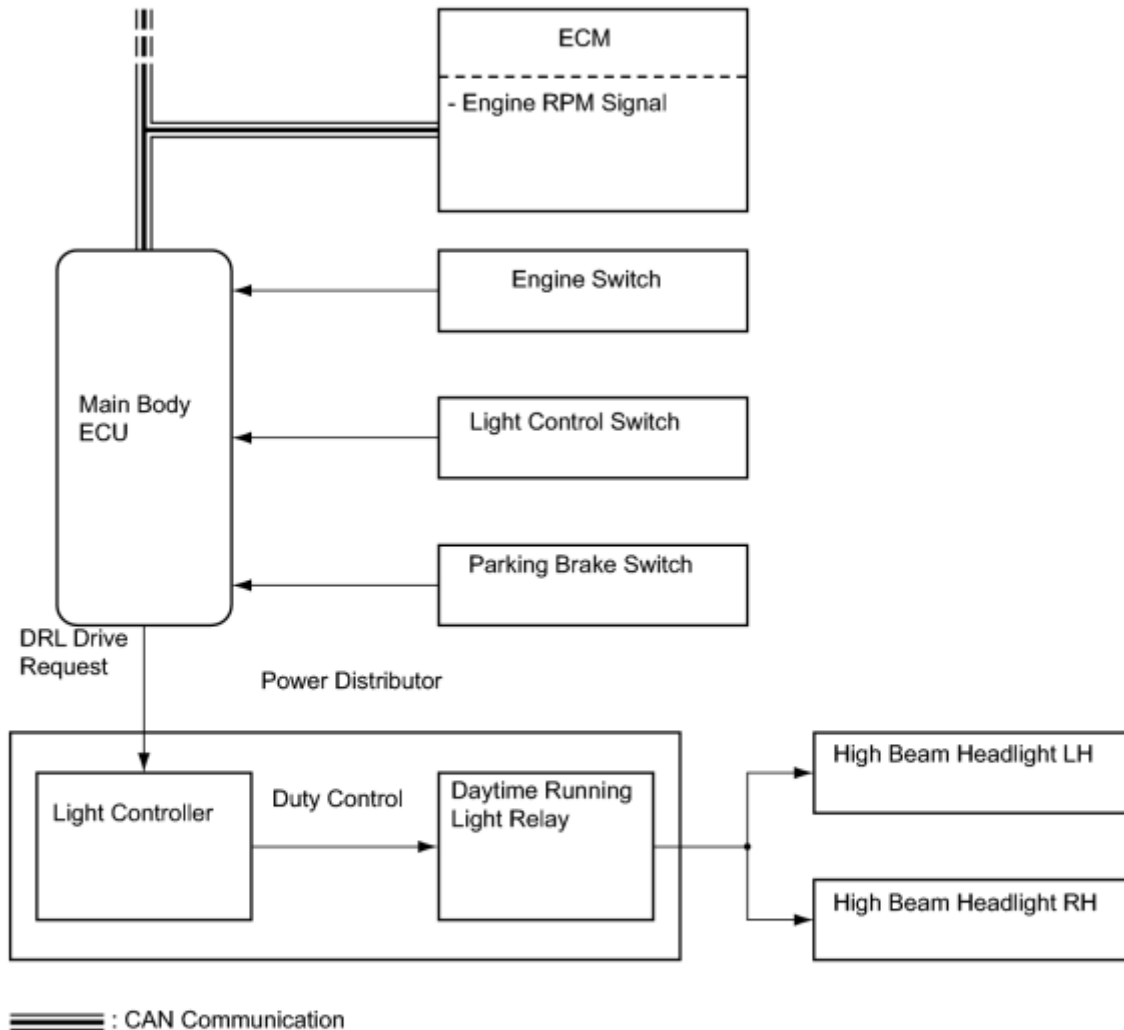 ECM
- Engine RPM Signal
Engine Switch
Main Body
ECU
Light Control Switch
Parking Brake Switch
DRL Drive
Request
Power Distributor
Light Controller
Duty Control
Daytime Running
Light Relay
High Beam Headlight LH
High Beam Headlight RH
: CAN Communication